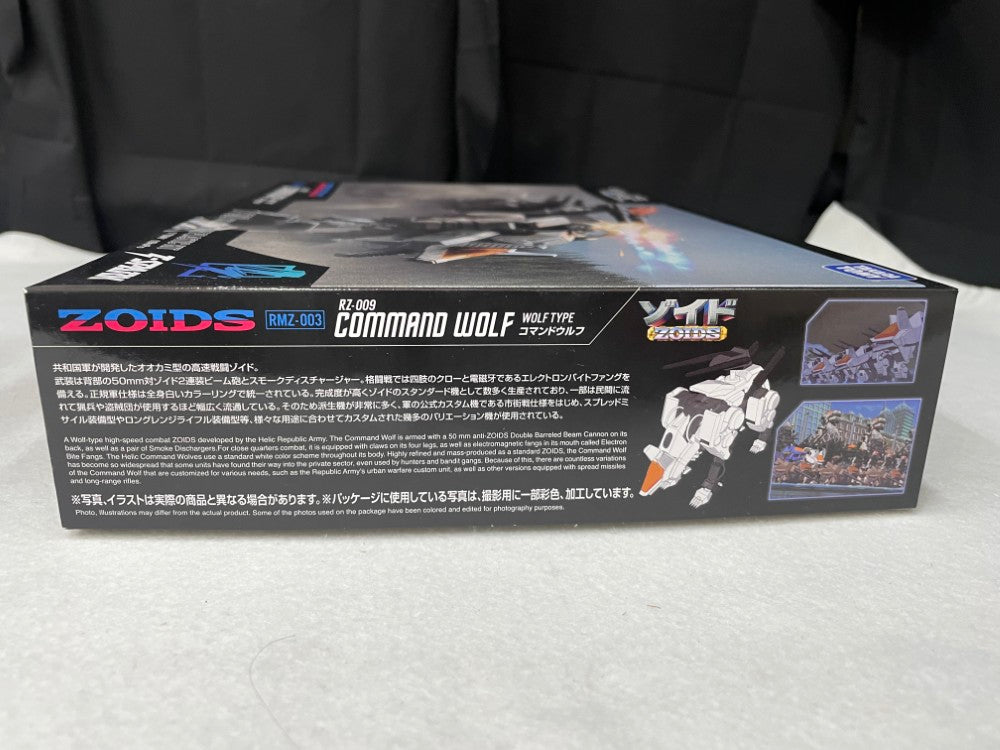 ZOIDS
RMZ-003
RZ-009
COMMAND WOLF
WOLF TYPE
コマンドウルフ
ゾイド
ZOIDS
共和国軍が開発したオオカミ型の高速戦闘ゾイド。
武装は背部の50mm対ゾイド2連装ビーム砲とスモークディスチャージャー。格闘戦では四肢のクローと電磁牙であるエレクトロンバイトファングを
備える。正規軍仕様は全身白いカラーリングで統一されている。完成度が高くゾイドのスタンダード機として数多く生産されており、一部は民間に流
れて猟兵や盗賊団が使用するほど幅広く流通している。そのため派生機が非常に多く、軍の公式カスタム機である市街戦仕様をはじめ、スプレッドミ
サイル装備型やロングレンジライフル装備型等、様々な用途に合わせてカスタムされた幾多のバリエーション機が使用されている。
A Wolf-type high-speed combat ZOIDS developed by the Helic Republic Army. The Command Wolf is armed with a 50 mm anti-ZOIDS Double Barreled Beam Cannon on its
back, as well as a pair of Smoke Dischargers. For close quarters combat, it is equipped with claws on its four legs, as well as electromagnetic fangs in its mouth called Electron
Bite Fangs. The Helic Command Wolves use a standard white color scheme throughout its body. Highly refined and mass-produced as a standard ZOIDS, the Command Wolf
has become so widespread that some units have found their way into the private sector, even used by hunters and bandit gangs. Because of this, there are countless variations
of the Command Wolf that are customized for various needs, such as the Republic Army's urban warfare custom unit, as well as other versions equipped with spread missiles
and long-range rifles.
※写真、イラストは実際の商品と異なる場合があります。※パッケージに使用している写真は、撮影用に一部彩色、加工しています。
Photo, Illustrations may differ from the actual product. Some of the photos used on the package have been colored and edited for photography purposes.